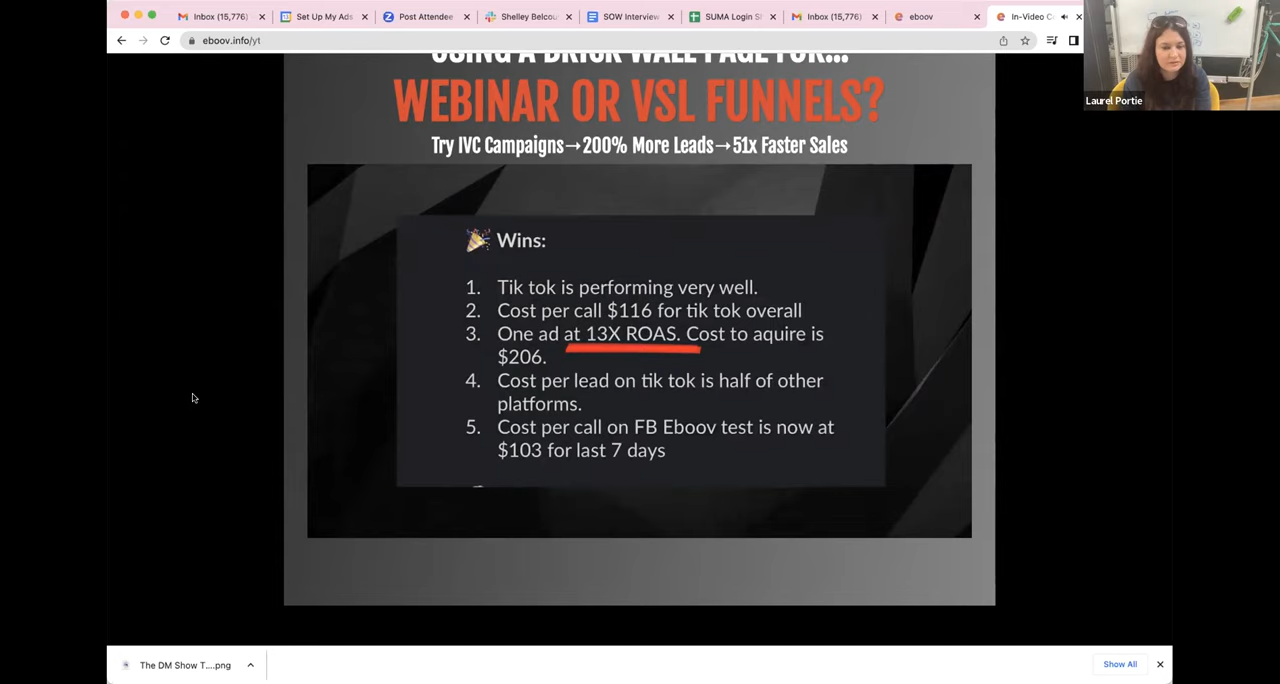 Inbox (15,776)
Set Up My Ads
Post Attendee
Shelley Belcou
SOW Interview
SUMA Login S
Inbox (15,776)
eboov
In-Video C
eboov.info/yt
USING A BRICK WALL PAGE FOR...
WEBINAR OR VSL FUNNELS?
Try IVC Campaigns→200% More Leads→51x Faster Sales
Laurel Portie
🎉 Wins:
1. Tik tok is performing very well.
2. Cost per call $116 for tik tok overall
3. One ad at 13X ROAS. Cost to aquire is
$206.
4. Cost per lead on tik tok is half of other
platforms.
5. Cost per call on FB Eboov test is now at
$103 for last 7 days
The DM Show T....png
Show All